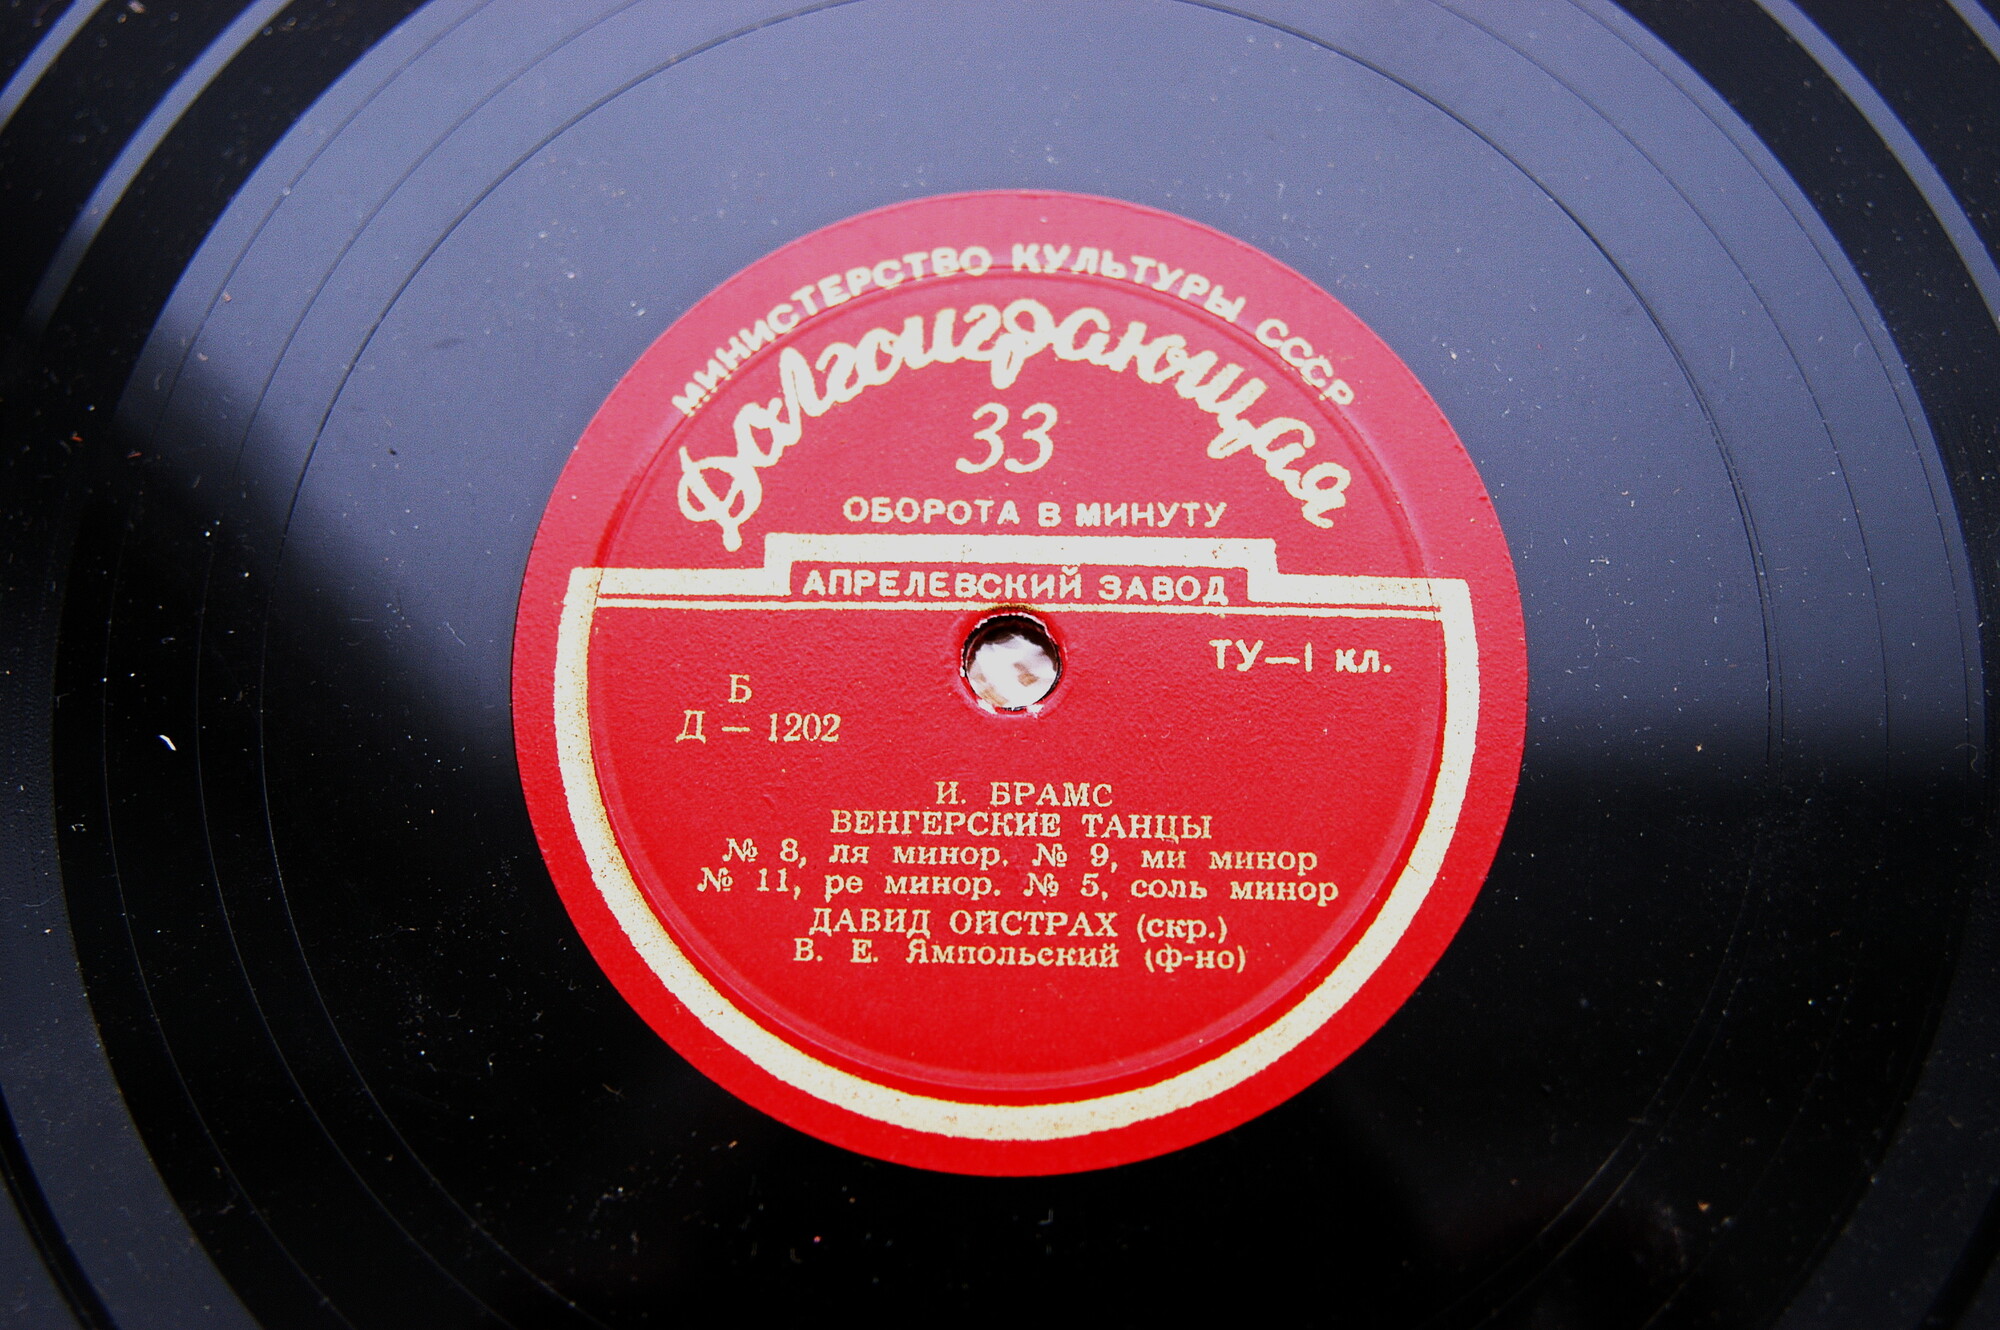 МИНИСТЕРСТВО КУЛЬТУРЫ СССР
Долгоиграющая
33
ОБОРОТА В МИНУТУ
АПРЕЛЕВСКИЙ ЗАВОД
ТУ—1 кл.
Б
Д — 1202
И. БРАМС
ВЕНГЕРСКИЕ ТАНЦЫ
№ 8, ля минор. № 9, ми минор
№ 11, ре минор. № 5, соль минор
ДАВИД ОЙСТРАХ (скр.)
В. Е. Ямпольский (ф-но)